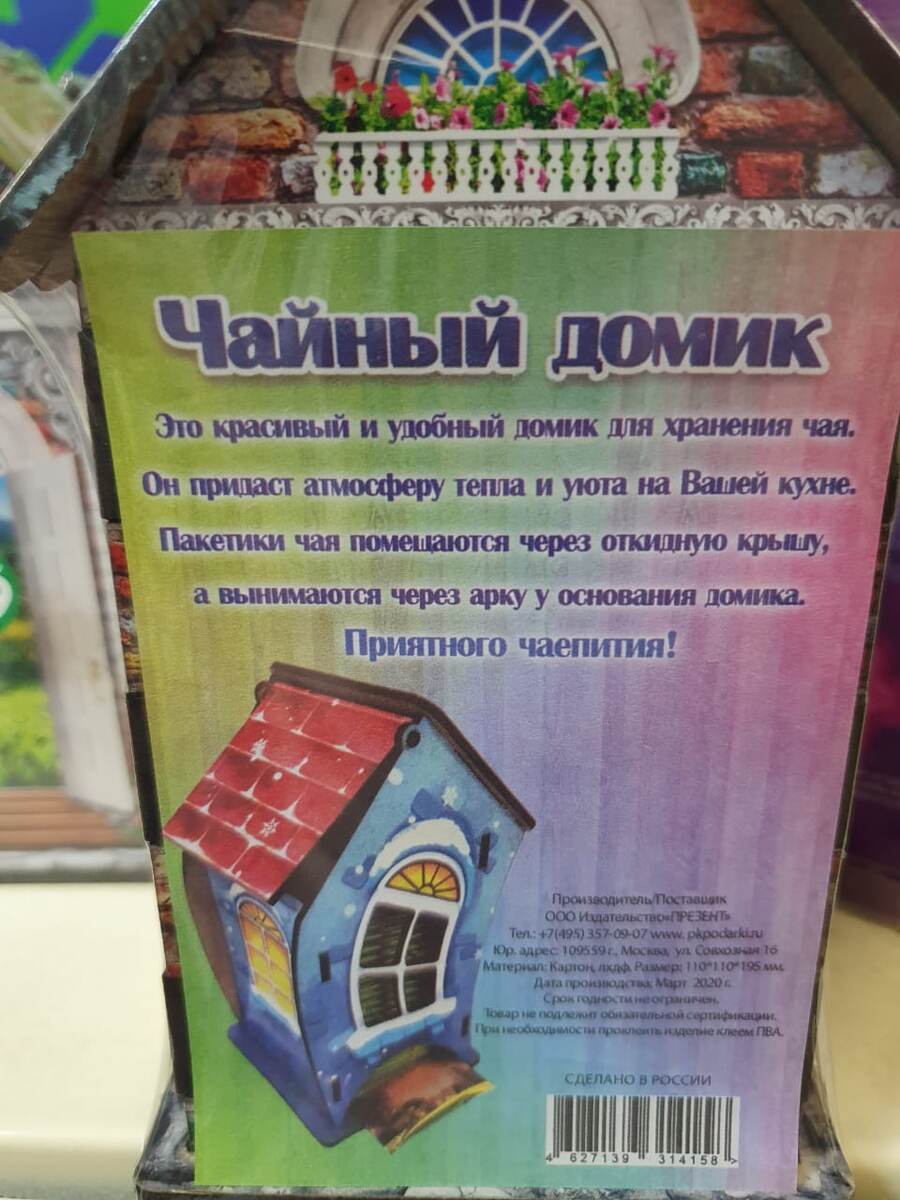 Чайный домик
Это красивый и удобный домик для хранения чая.
Он придаст атмосферу тепла и уюта на Вашей кухне.
Пакетики чая помещаются через откидную крышу,
а вынимаются через арку у основания домика.
Приятного чаепития!
Производитель/Поставщик
ООО Издательство«ПРЕЗЕНТ»
Тел.: +7(495) 357-09-07 www. pkpodarki.ru
Юр. адрес: 109559 г., Москва, ул. Совхозная 16
Материал: Картон, лхдф. Размер: 110*110*195 мм.
Дата производства: Март 2020 г.
Срок годности не ограничен.
Товар не подлежит обязательной сертификации.
При необходимости проклеить изделие клеем ПВА.
СДЕЛАНО В РОССИИ
4 627139 314158 >